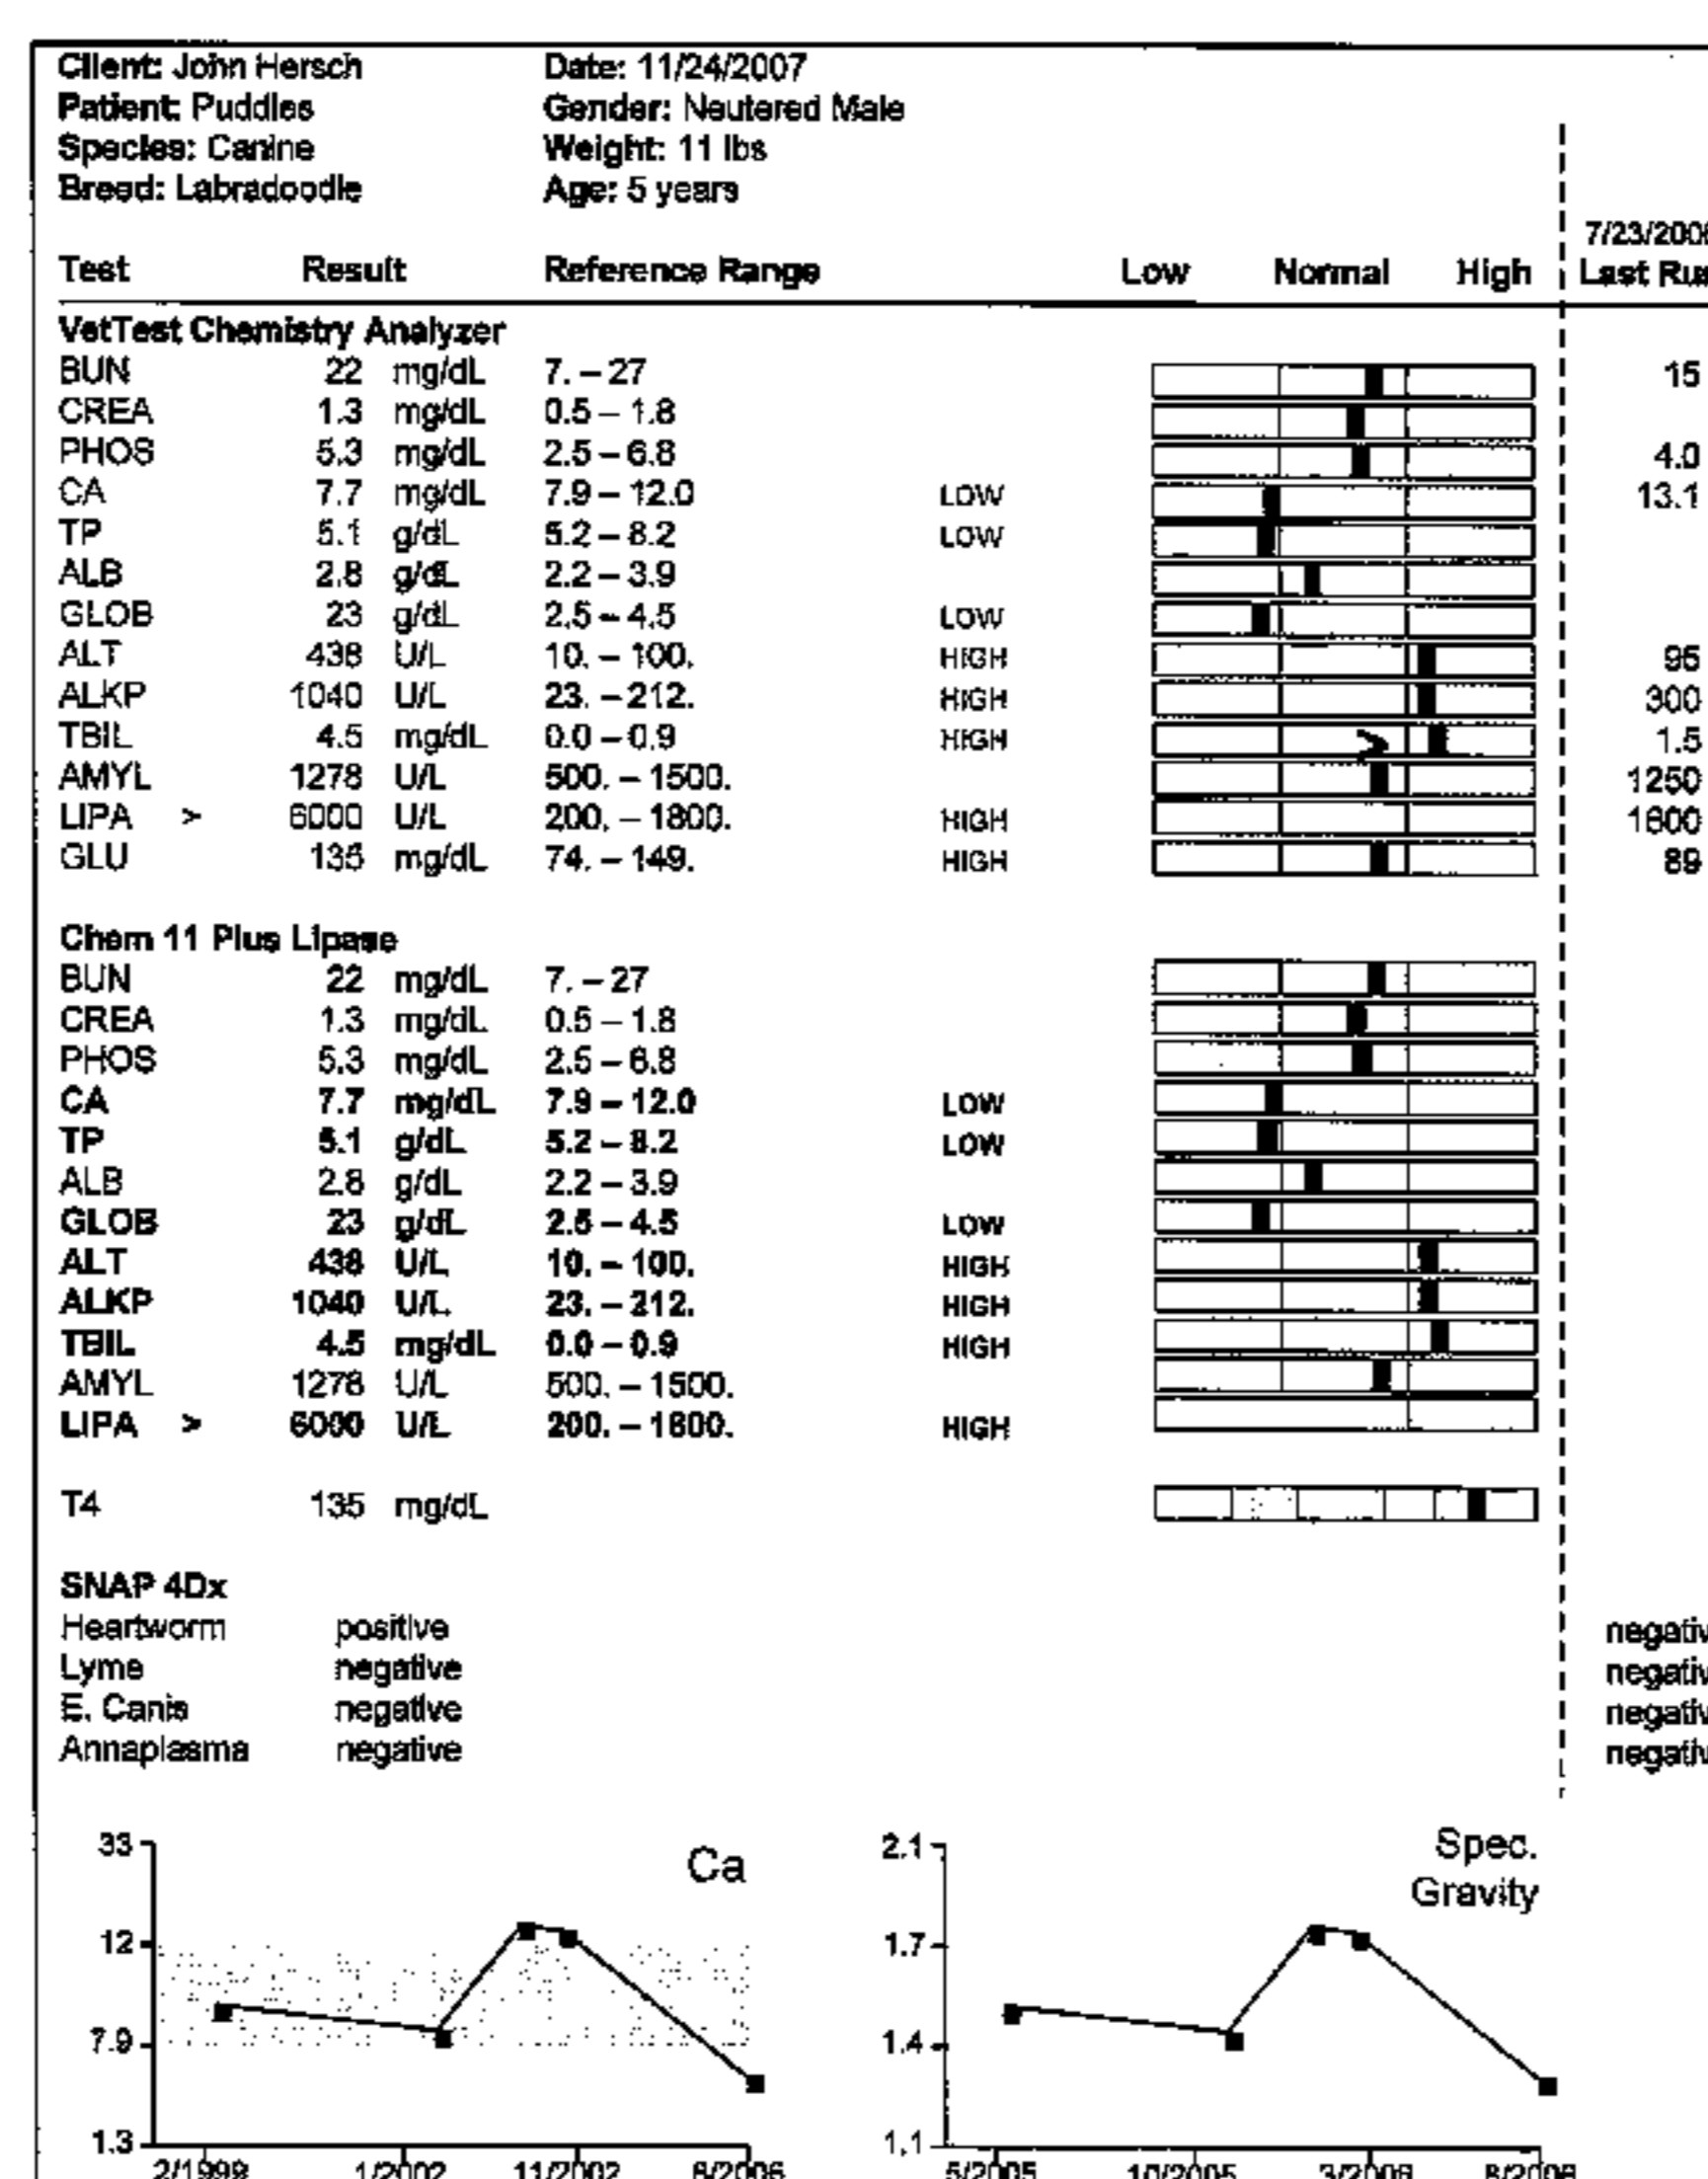 Client: John Hersch Date: 11/24/2007
Patient: Puddles Gender: Neutered Male
Species: Canine Weight: 11 lbs
Breed: Labradoodle Age: 5 years
7/23/2006
Test Result Reference Range Low Normal High Last Rus
VetTest Chemistry Analyzer
BUN 22 mg/dL 7. – 27 15
CREA 1.3 mg/dL 0.5 – 1.8
PHOS 5.3 mg/dL 2.5 – 6.8 4.0
CA 7.7 mg/dL 7.9 – 12.0 LOW 13.1
TP 5.1 g/dL 5.2 – 8.2 LOW
ALB 2.8 g/dL 2.2 – 3.9
GLOB 23 g/dL 2.5 – 4.5 LOW
ALT 438 U/L 10. – 100. HIGH 95
ALKP 1040 U/L 23. – 212. HIGH 300
TBIL 4.5 mg/dL 0.0 – 0.9 HIGH 1.5
AMYL 1278 U/L 500. – 1500. 1250
LIPA > 6000 U/L 200. – 1800. HIGH 1600
GLU 135 mg/dL 74. – 149. HIGH 89
Chem 11 Plus Lipase
BUN 22 mg/dL 7. – 27
CREA 1.3 mg/dL 0.5 – 1.8
PHOS 5.3 mg/dL 2.5 – 6.8
CA 7.7 mg/dL 7.9 – 12.0 LOW
TP 5.1 g/dL 5.2 – 8.2 LOW
ALB 2.8 g/dL 2.2 – 3.9
GLOB 23 g/dL 2.5 – 4.5 LOW
ALT 438 U/L 10. – 100. HIGH
ALKP 1040 U/L 23. – 212. HIGH
TBIL 4.5 mg/dL 0.0 – 0.9 HIGH
AMYL 1278 U/L 500. – 1500.
LIPA > 6000 U/L 200. – 1800. HIGH
T4 135 mg/dL
SNAP 4Dx
Heartworm positive negativ
Lyme negative negativ
E. Canis negative negativ
Annaplasma negative negativ
33 Ca 2.1 Spec.
Gravity
12 1.7
7.9 1.4
1.3 1.1
2/1999 1/2002 11/2002 8/2006 5/2005 10/2005 3/2006 8/2006